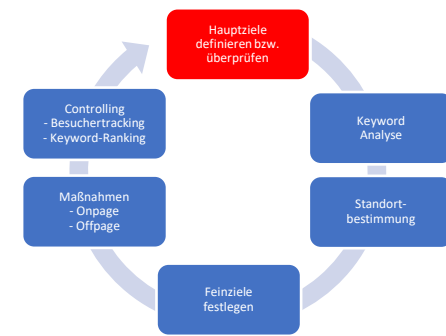 Hauptziele
definieren bzw.
überprüfen
Keyword
Analyse
Standort-
bestimmung
Feinziele
festlegen
Maßnahmen
- Onpage
- Offpage
Controlling
- Besuchertracking
- Keyword-Ranking